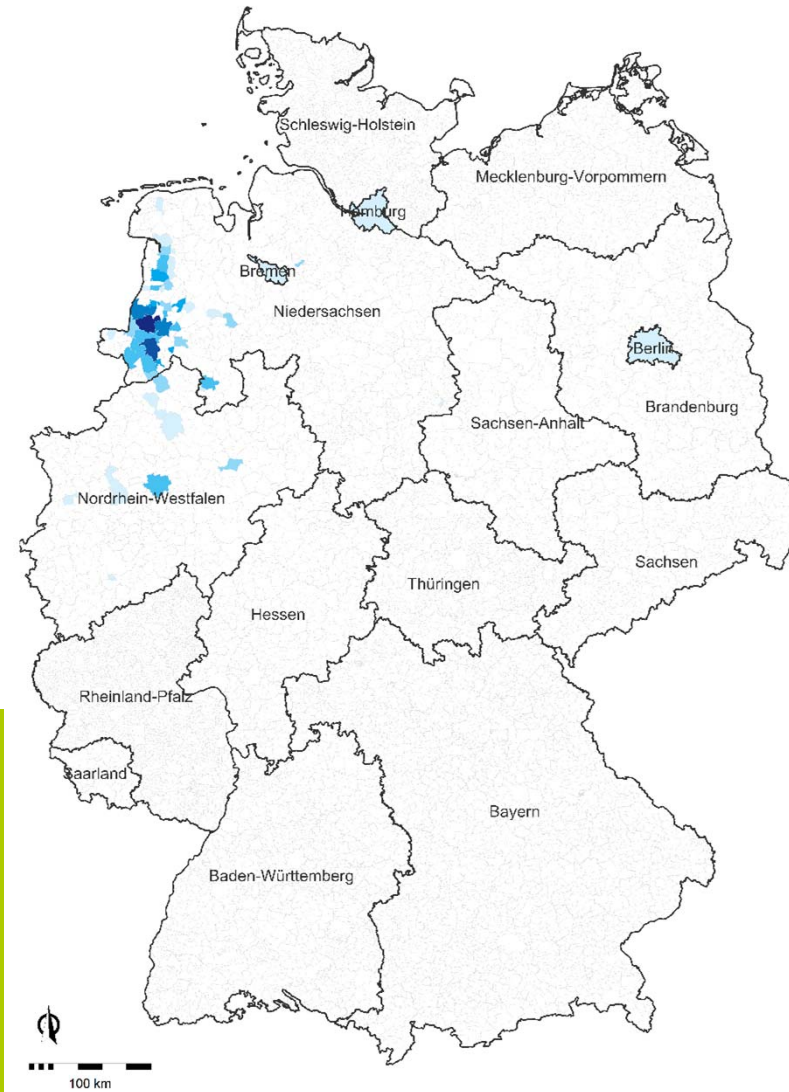 Schleswig-Holstein
Mecklenburg-Vorpommern
Hamburg
Bremen
Niedersachsen
Berlin
Brandenburg
Sachsen-Anhalt
Nordrhein-Westfalen
Sachsen
Thüringen
Hessen
Rheinland-Pfalz
Saarland
Bayern
Baden-Württemberg
100 km